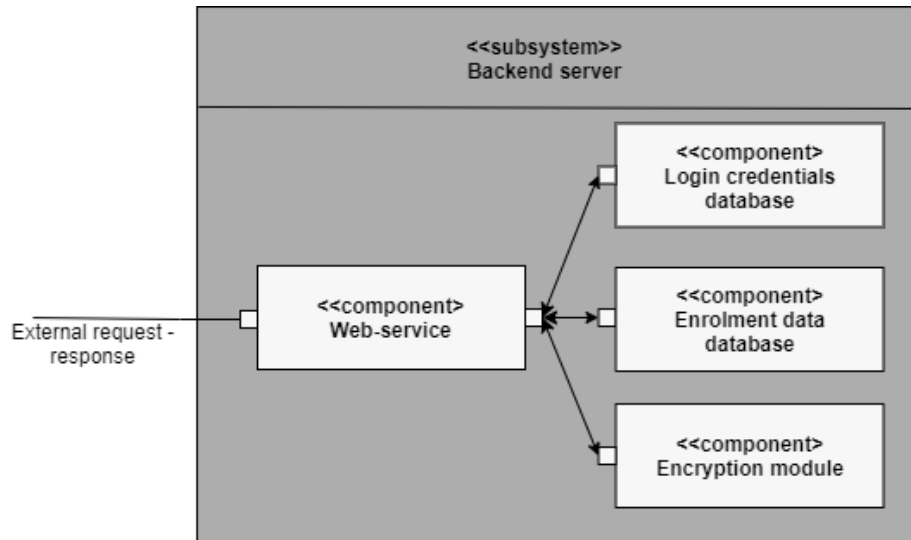 <<subsystem>>
Backend server
<<component>
Login credentials
database
<<component>
Web-service
<<component>
Enrolment data
database
External request -
response
<<component>
Encryption module